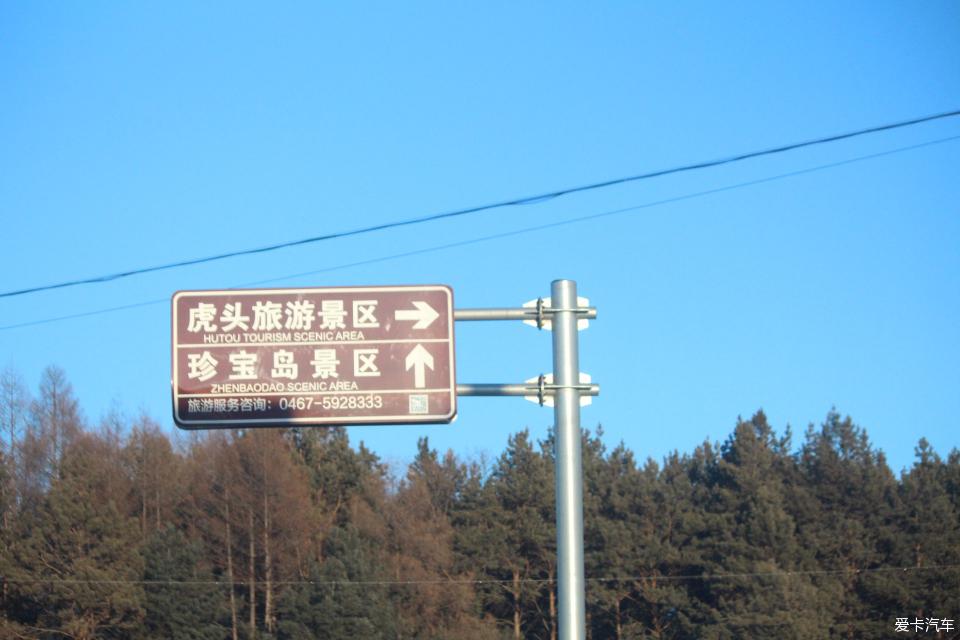 虎头旅游景区
HUTOU TOURISM SCENIC AREA
珍宝岛景区
ZHENBAODAO SCENIC AREA
旅游服务咨询：0467-5928333
爱卡汽车